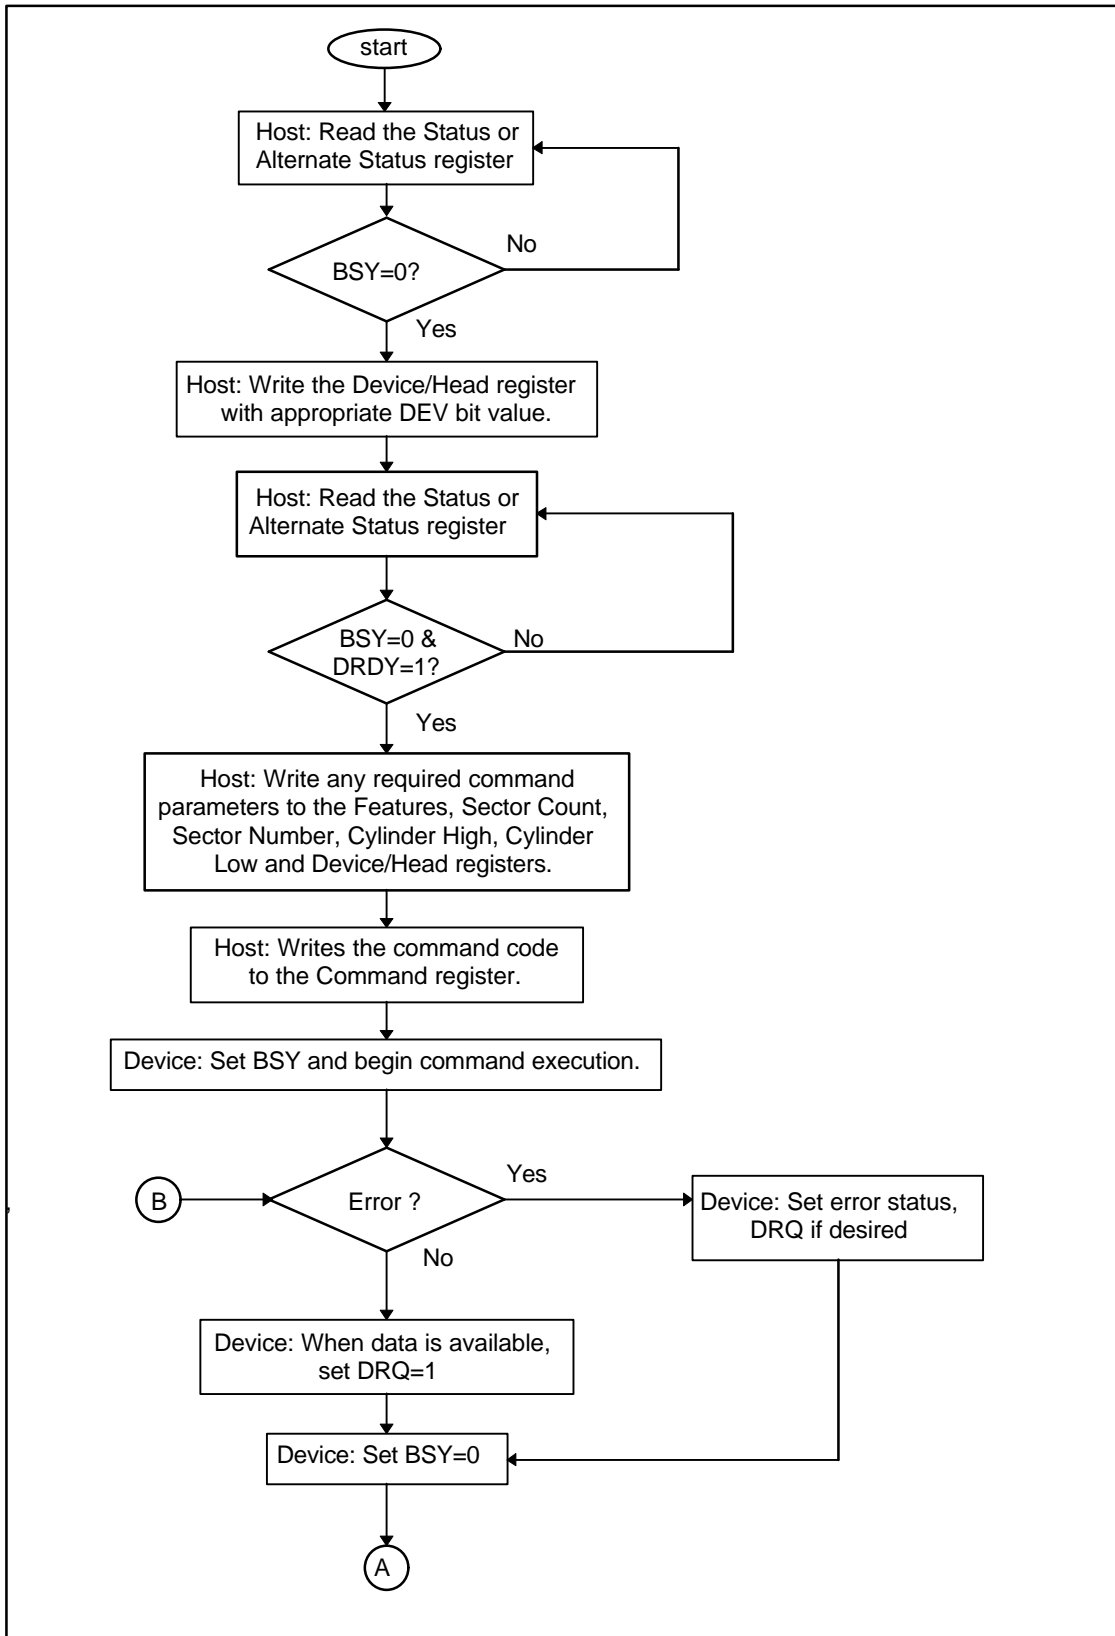 start
Host: Read the Status or
Alternate Status register
No
BSY=0?
Yes
Host: Write the Device/Head register
with appropriate DEV bit value.
Host: Read the Status or
Alternate Status register
BSY=0 &
DRDY=1?
No
Yes
Host: Write any required command
parameters to the Features, Sector Count,
Sector Number, Cylinder High, Cylinder
Low and Device/Head registers.
Host: Writes the command code
to the Command register.
Device: Set BSY and begin command execution.
B
Error ?
Yes
Device: Set error status,
DRQ if desired
No
Device: When data is available,
set DRQ=1
Device: Set BSY=0
A